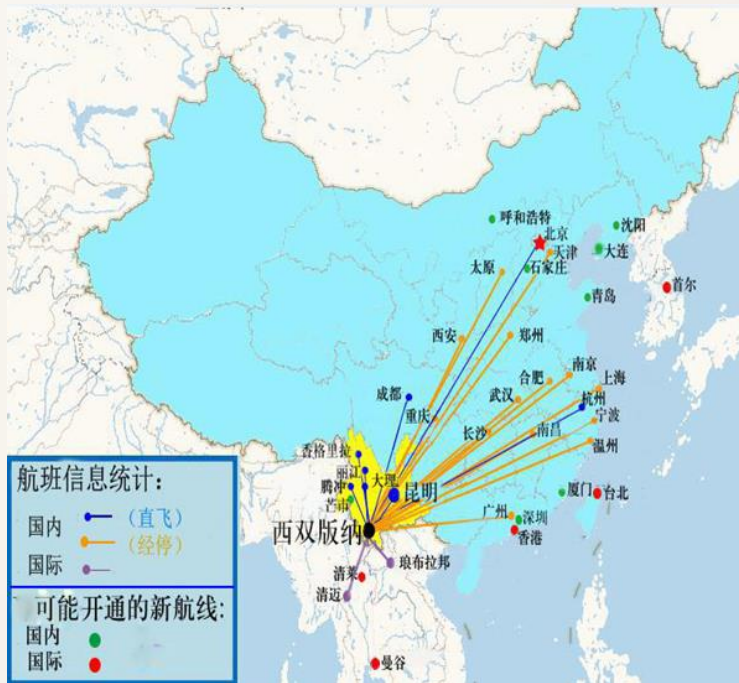 呼和浩特
沈阳
北京
天津
大连
太原
石家庄
首尔
青岛
西安
郑州
南京
合肥
上海
成都
武汉
杭州
重庆
宁波
长沙
南昌
温州
香格里拉
丽江
大理
腾冲
昆明
芒市
厦门
台北
广州
深圳
西双版纳
香港
琅布拉邦
清莱
清迈
曼谷
航班信息统计：
国内
（直飞）
（经停）
国际
可能开通的新航线:
国内
国际